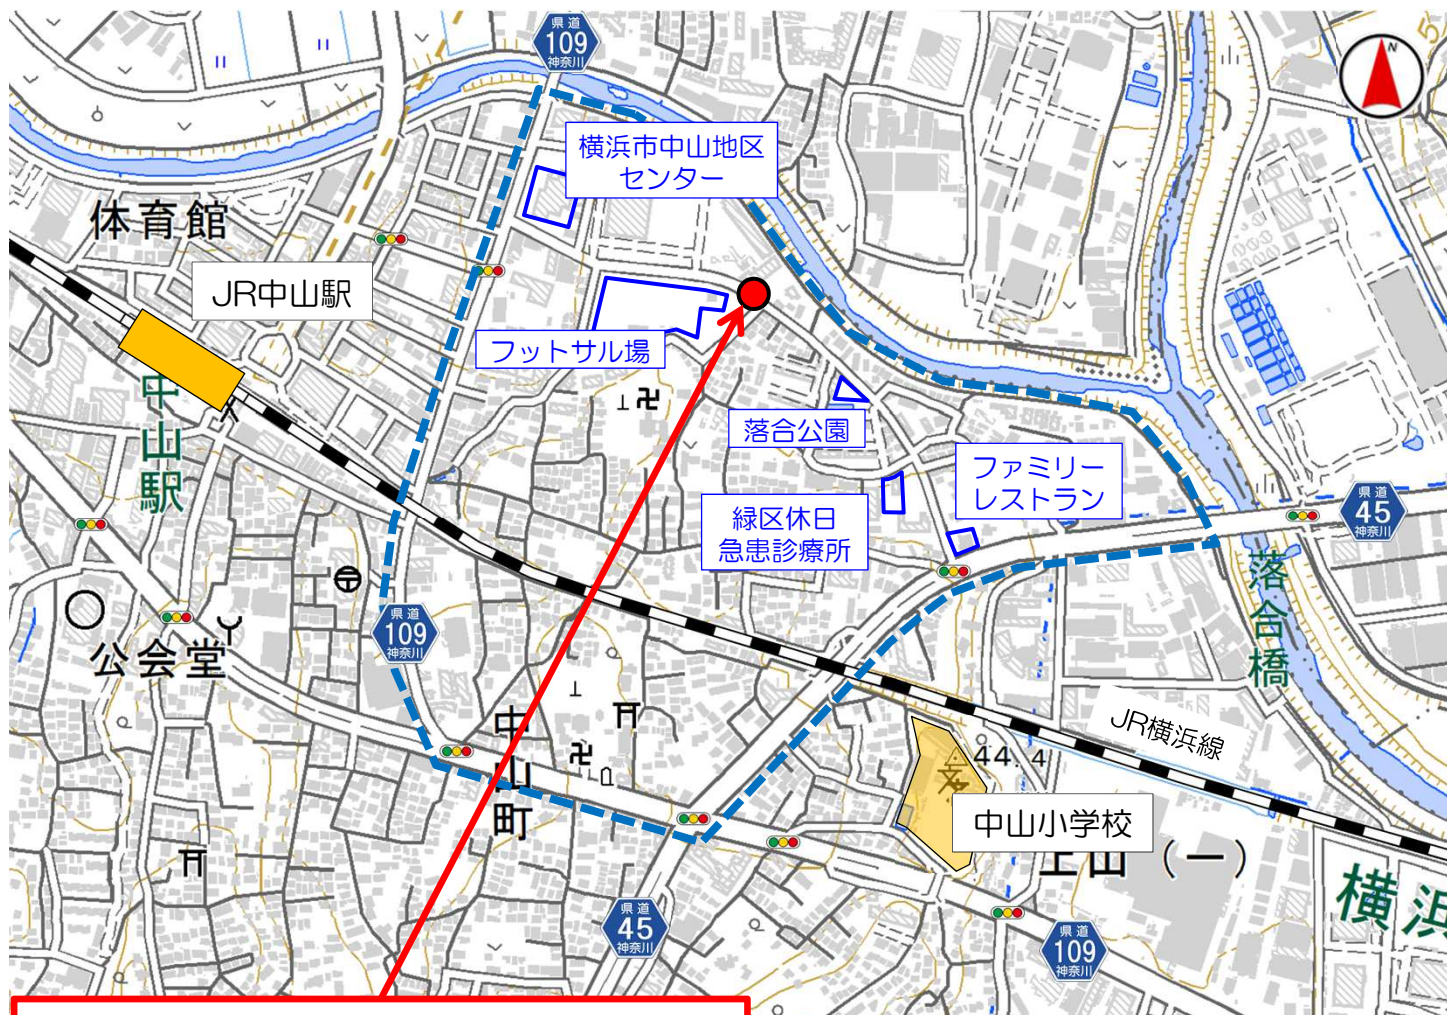 県道
109
神奈川
N
横浜市中山地区
センター
体育館
JR中山駅
フットサル場
中山駅
落合公園
ファミリー
レストラン
緑区休日
急患診療所
県道
45
神奈川
落合橋
県道
109
神奈川
公会堂
中山町
JR横浜線
44.4
文
中山小学校
上山(一)
横浜
県道
45
神奈川
県道
109
神奈川